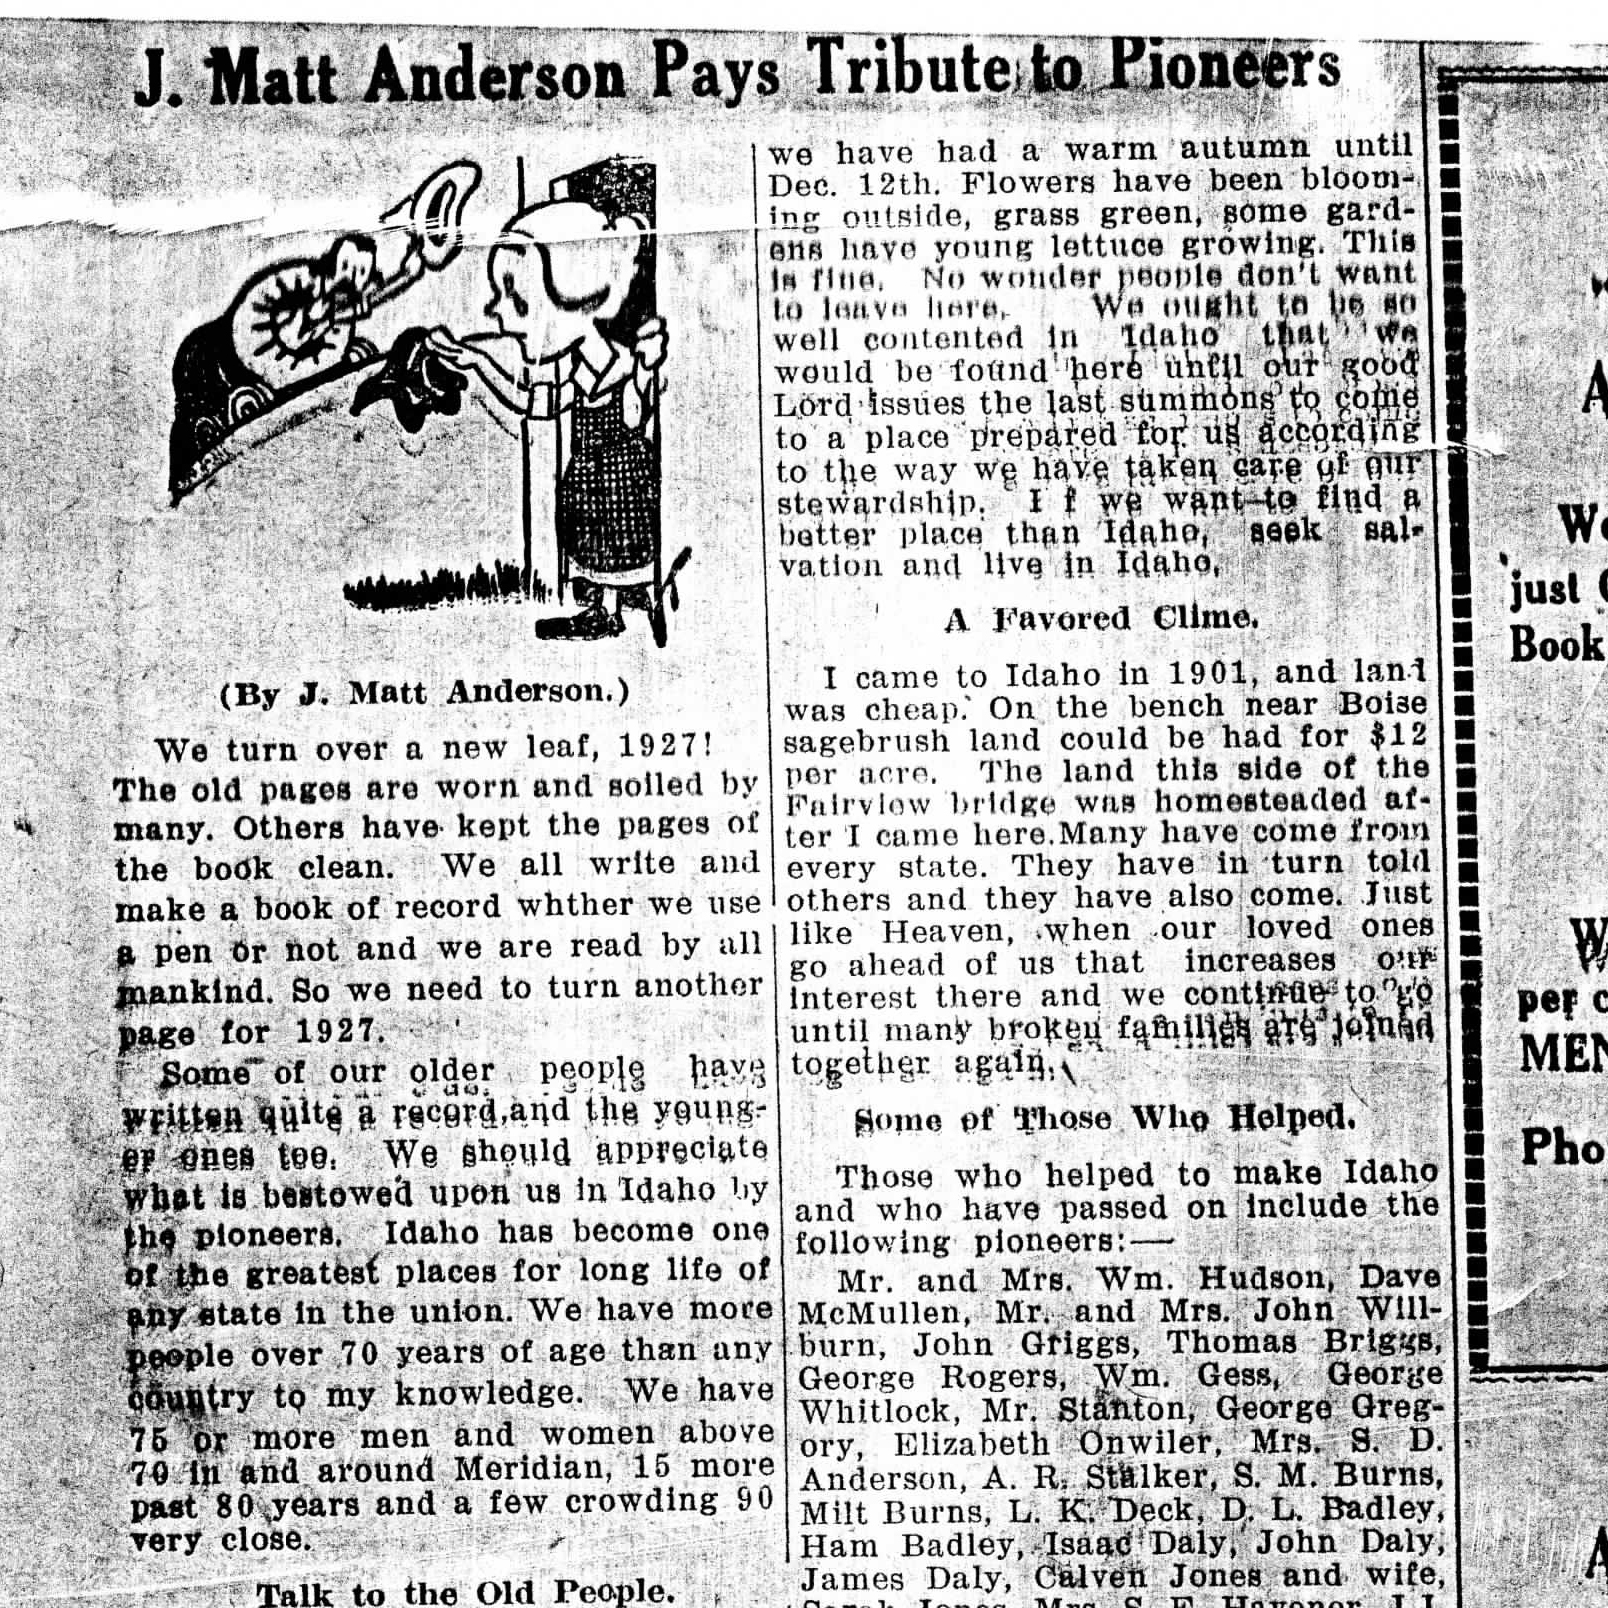 J. Matt Anderson Pays Tribute to Pioneers
(By J. Matt Anderson.)
We turn over a new leaf, 1927!
The old pages are worn and soiled by
many. Others have kept the pages of
the book clean. We all write and
make a book of record whther we use
a pen or not and we are read by all
mankind. So we need to turn another
page for 1927.
Some of our older people have
written quite a record,and the young-
er ones too. We should appreciate
what is bestowed upon us in Idaho by
the pioneers. Idaho has become one
of the greatest places for long life of
any state in the union. We have more
people over 70 years of age than any
country to my knowledge. We have
75 or more men and women above
70 in and around Meridian, 15 more
past 80 years and a few crowding 90
very close.
Talk to the Old People.
we have had a warm autumn until
Dec. 12th. Flowers have been bloom-
ing outside, grass green, some gard-
ens have young lettuce growing. This
is fine. No wonder people don't want
to leave here. We ought to be so
well contented in Idaho that we
would be found here until our good
Lord issues the last summons to come
to a place prepared for us according
to the way we have taken care of our
stewardship. I f we want to find a
better place than Idaho, seek sal-
vation and live in Idaho.
A Favored Clime.
I came to Idaho in 1901, and land
was cheap. On the bench near Boise
sagebrush land could be had for $12
per acre. The land this side of the
Fairview bridge was homesteaded af-
ter I came here.Many have come from
every state. They have in turn told
others and they have also come. Just
like Heaven, when our loved ones
go ahead of us that increases our
interest there and we continue to go
until many broken families are joined
together again.
Some of Those Who Helped.
Those who helped to make Idaho
and who have passed on include the
following pioneers:—
Mr. and Mrs. Wm. Hudson, Dave
McMullen, Mr. and Mrs. John Will-
burn, John Griggs, Thomas Briggs,
George Rogers, Wm. Gess, George
Whitlock, Mr. Stanton, George Greg-
ory, Elizabeth Onwiler, Mrs. S. D.
Anderson, A. R. Stalker, S. M. Burns,
Milt Burns, L. K. Deck, D. L. Badley,
Ham Badley, Isaac Daly, John Daly,
James Daly, Calven Jones and wife,
Sarah Jones, Mrs. S. E.
just
Book
per
MEN
Pho